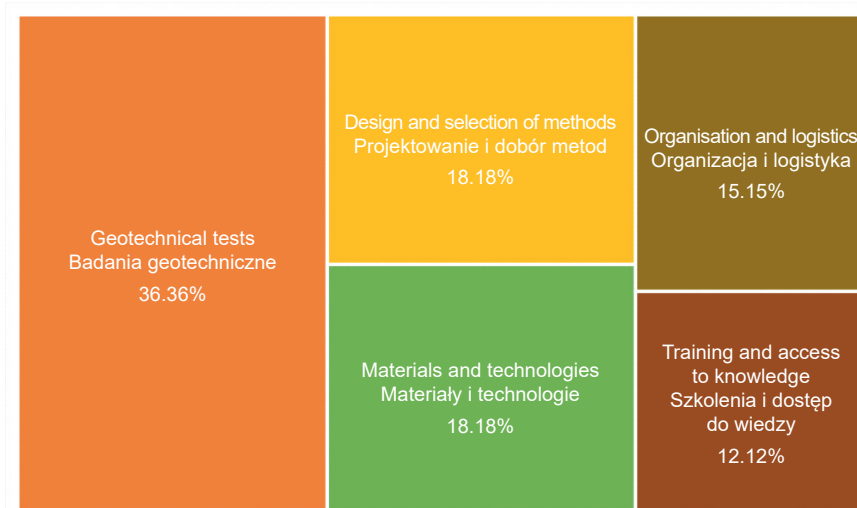 Geotechnical tests
Badania geotechniczne
36.36%
Design and selection of methods
Projektowanie i dobór metod
18.18%
Materials and technologies
Materiały i technologie
18.18%
Organisation and logistics
Organizacja i logistyka
15.15%
Training and access
to knowledge
Szkolenia i dostęp
do wiedzy
12.12%